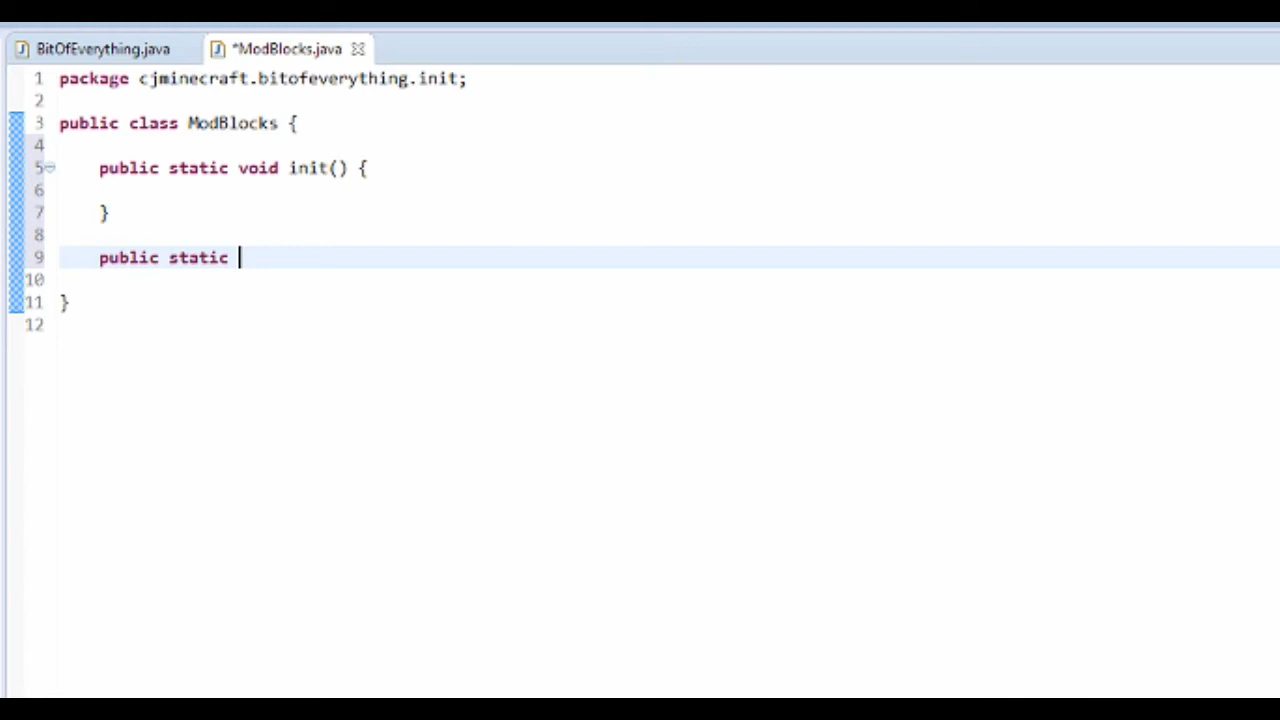 BitOfEverything.java
*ModBlocks.java
1 package cjminecraft.bitofeverything.init;
2
3 public class ModBlocks {
4
5 public static void init() {
6
7 }
8
9 public static
10
11 }
12